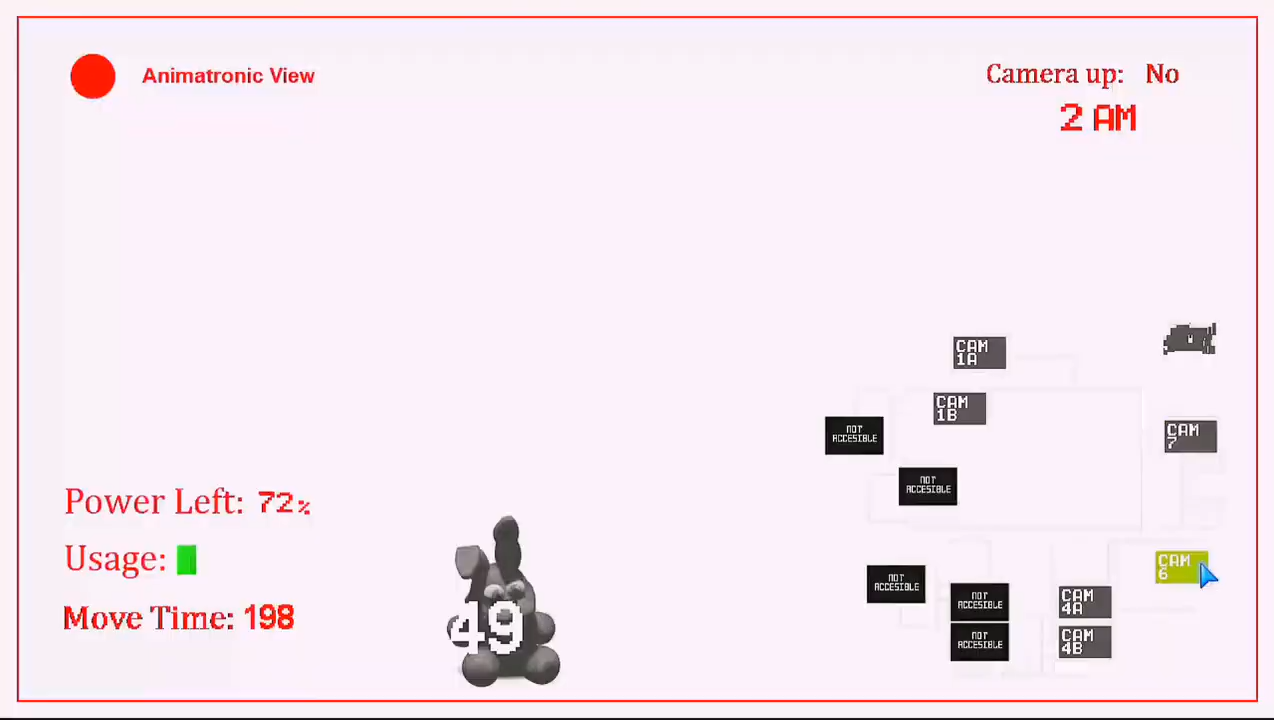 Animatronic View
Camera up: No
2 AM
CAM
1A
CAM
1B
NOT
ACCESIBLE
CAM
7
NOT
ACCESIBLE
Power Left: 72%
Usage:
CAM
6
NOT
ACCESIBLE
NOT
ACCESIBLE
CAM
4A
Move Time: 198
49
NOT
ACCESIBLE
CAM
4B